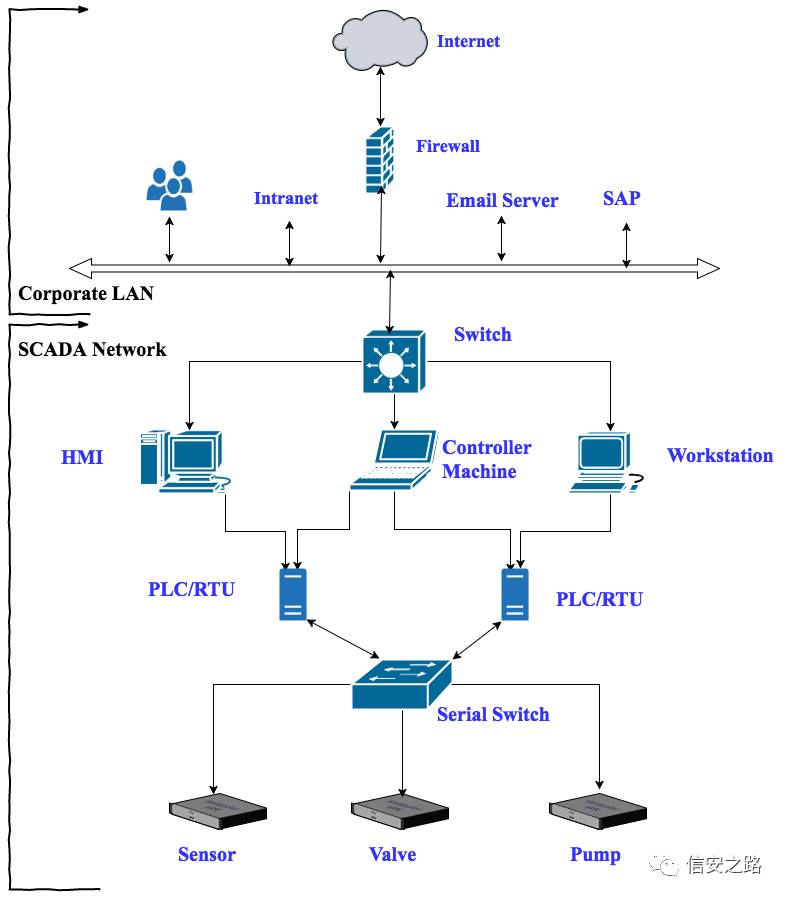 Internet
Firewall
Intranet
Email Server
SAP
Corporate LAN
Switch
SCADA Network
HMI
Controller
Machine
Workstation
PLC/RTU
PLC/RTU
Serial Switch
Sensor
Valve
Pump
信安之路